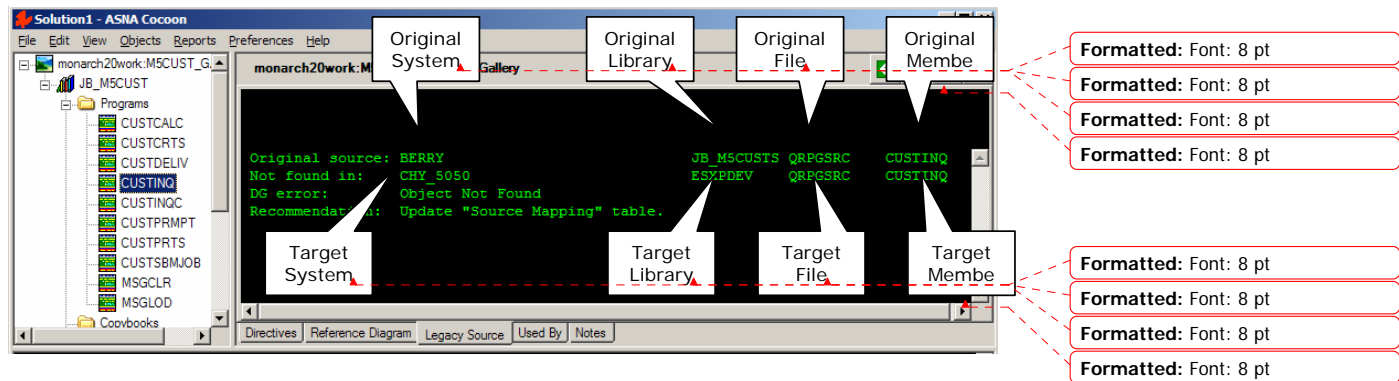 Solution1 - ASNA Cocoon
File Edit View Objects Reports Preferences Help
monarch20work:M5CUST_G
JB_M5CUST
Programs
CUSTCALC
CUSTCRTS
CUSTDELIV
CUSTINQ
CUSTINQC
CUSTPRMPT
CUSTPRTS
CUSTSBMJOB
MSGCLR
MSGLOD
Copybooks
monarch20work:M Gallery
Original System
Original Library
Original File
Original Membe
Original source: BERRY JB_M5CUSTS QRPGSRC CUSTINQ
Not found in: CHY_5050 ESXPDEV QRPGSRC CUSTINQ
DG error: Object Not Found
Recommendation: Update "Source Mapping" table.
Target System
Target Library
Target File
Target Membe
Directives Reference Diagram Legacy Source Used By Notes
Formatted: Font: 8 pt
Formatted: Font: 8 pt
Formatted: Font: 8 pt
Formatted: Font: 8 pt
Formatted: Font: 8 pt
Formatted: Font: 8 pt
Formatted: Font: 8 pt
Formatted: Font: 8 pt